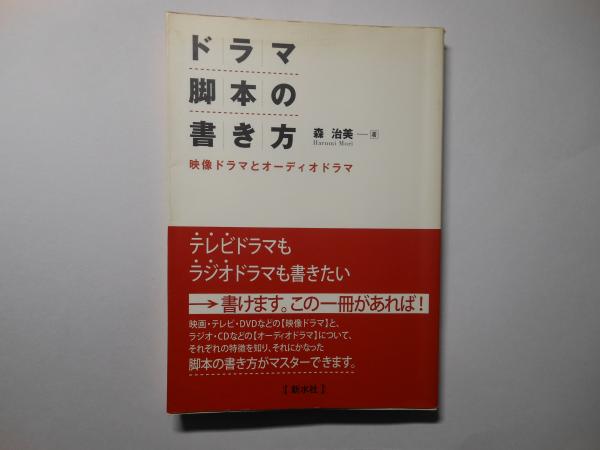 ドラマ
脚本の
書き方
森 治美─著
Harumi Mori
映像ドラマとオーディオドラマ
テレビドラマも
ラジオドラマも書きたい
→書けます。この一冊があれば!
映画・テレビ・DVDなどの【映像ドラマ】と、
ラジオ・CDなどの【オーディオドラマ】について、
それぞれの特徴を知り、それにかなった
脚本の書き方がマスターできます。
【新水社】